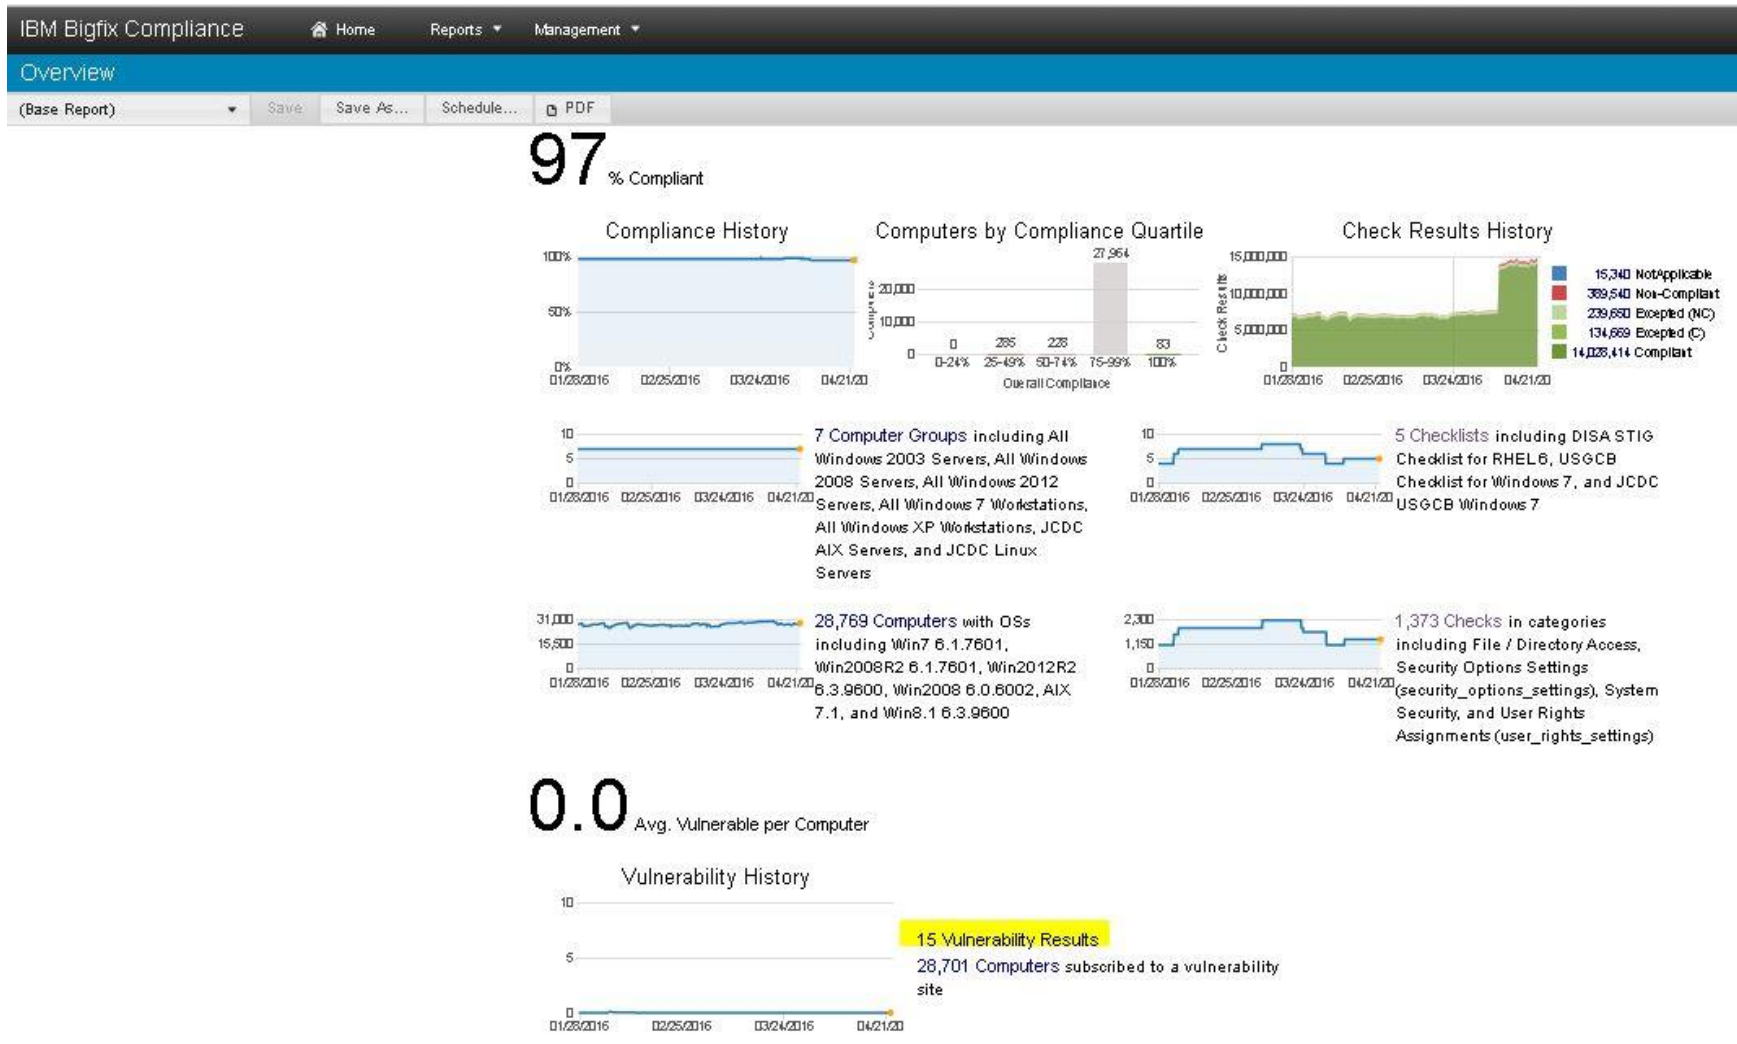 IBM Bigfix Compliance Home Reports Management
Overview
(Base Report) Save Save As... Schedule... PDF
97 % Compliant
Compliance History
100%
50%
0%
01/28/2016 02/25/2016 03/24/2016 04/21/20
Computers by Compliance Quartile
27,964
20,000
10,000
0
0 285 228 83
0-24% 25-49% 50-74% 75-99% 100%
Overall Compliance
Computers
Check Results History
Check Results
15,000,000
10,000,000
5,000,000
0
01/28/2016 02/25/2016 03/24/2016 04/21/20
15,340 NotApplicable
389,540 Non-Compliant
239,650 Excepted (NC)
134,669 Excepted (C)
14,028,414 Compliant
10
5
0
01/28/2016 02/25/2016 03/24/2016 04/21/20
7 Computer Groups including All
Windows 2003 Servers, All Windows
2008 Servers, All Windows 2012
Servers, All Windows 7 Workstations,
All Windows XP Workstations, JCDC
AIX Servers, and JCDC Linux
Servers
10
5
0
01/28/2016 02/25/2016 03/24/2016 04/21/20
5 Checklists including DISA STIG
Checklist for RHEL6, USGCB
Checklist for Windows 7, and JCDC
USGCB Windows 7
31,000
15,500
0
01/28/2016 02/25/2016 03/24/2016 04/21/20
28,769 Computers with OSs
including Win7 6.1.7601,
Win2008R2 6.1.7601, Win2012R2
6.3.9600, Win2008 6.0.6002, AIX
7.1, and Win8.1 6.3.9600
2,300
1,150
0
01/28/2016 02/25/2016 03/24/2016 04/21/20
1,373 Checks in categories
including File / Directory Access,
Security Options Settings
(security_options_settings), System
Security, and User Rights
Assignments (user_rights_settings)
0.0 Avg. Vulnerable per Computer
Vulnerability History
10
5
0
01/28/2016 02/25/2016 03/24/2016 04/21/20
15 Vulnerability Results
28,701 Computers subscribed to a vulnerability
site